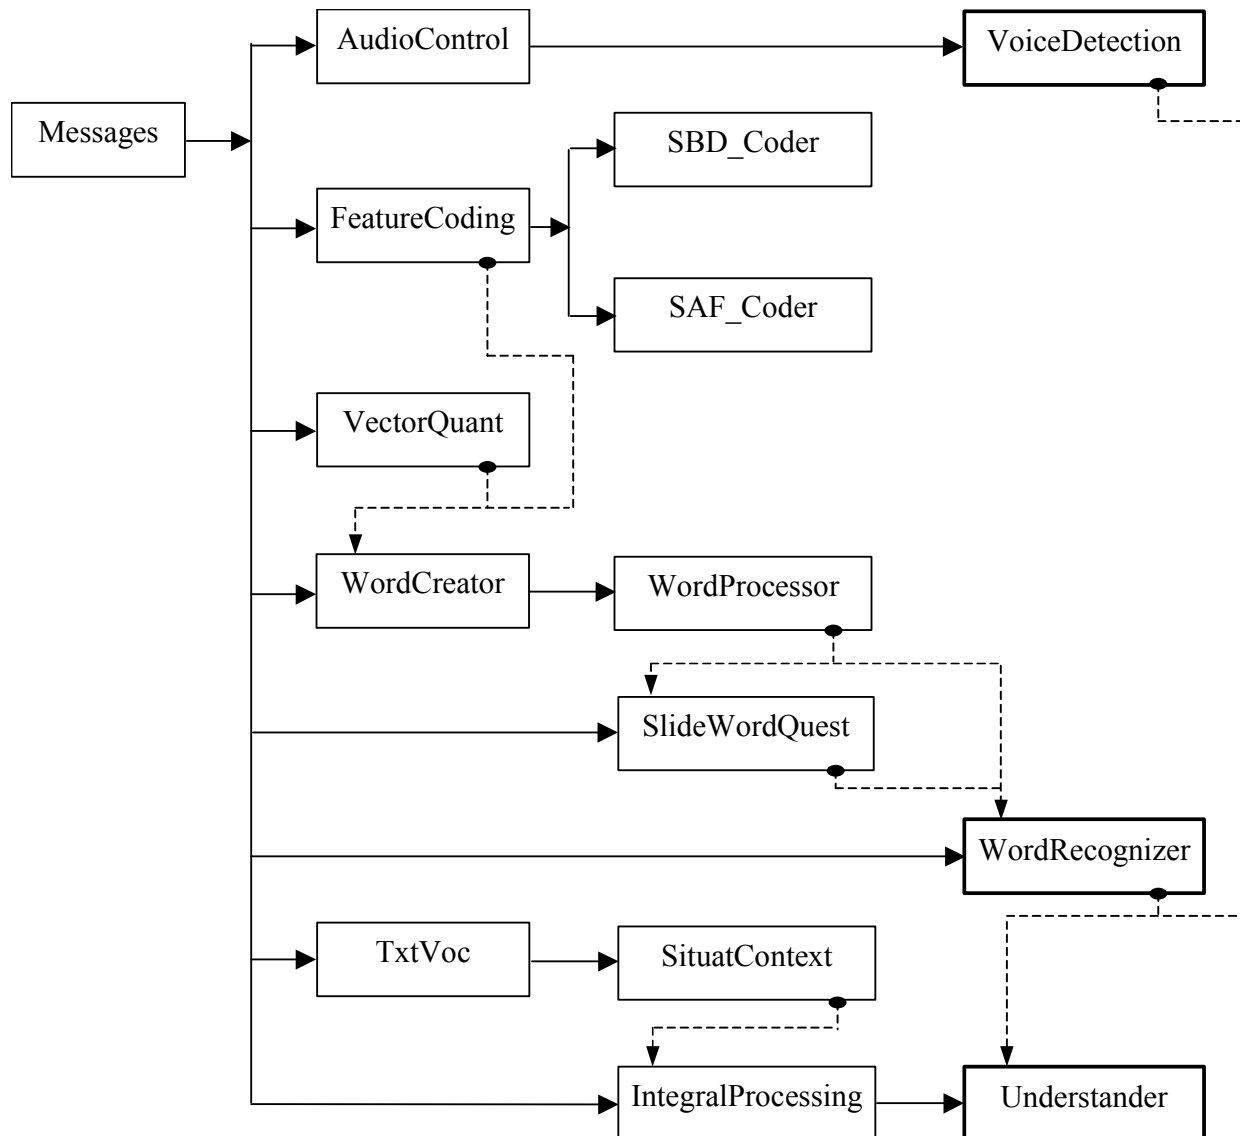 AudioControl
VoiceDetection
Messages
SBD_Coder
FeatureCoding
SAF_Coder
VectorQuant
WordCreator
WordProcessor
SlideWordQuest
WordRecognizer
TxtVoc
SituatContext
IntegralProcessing
Understander